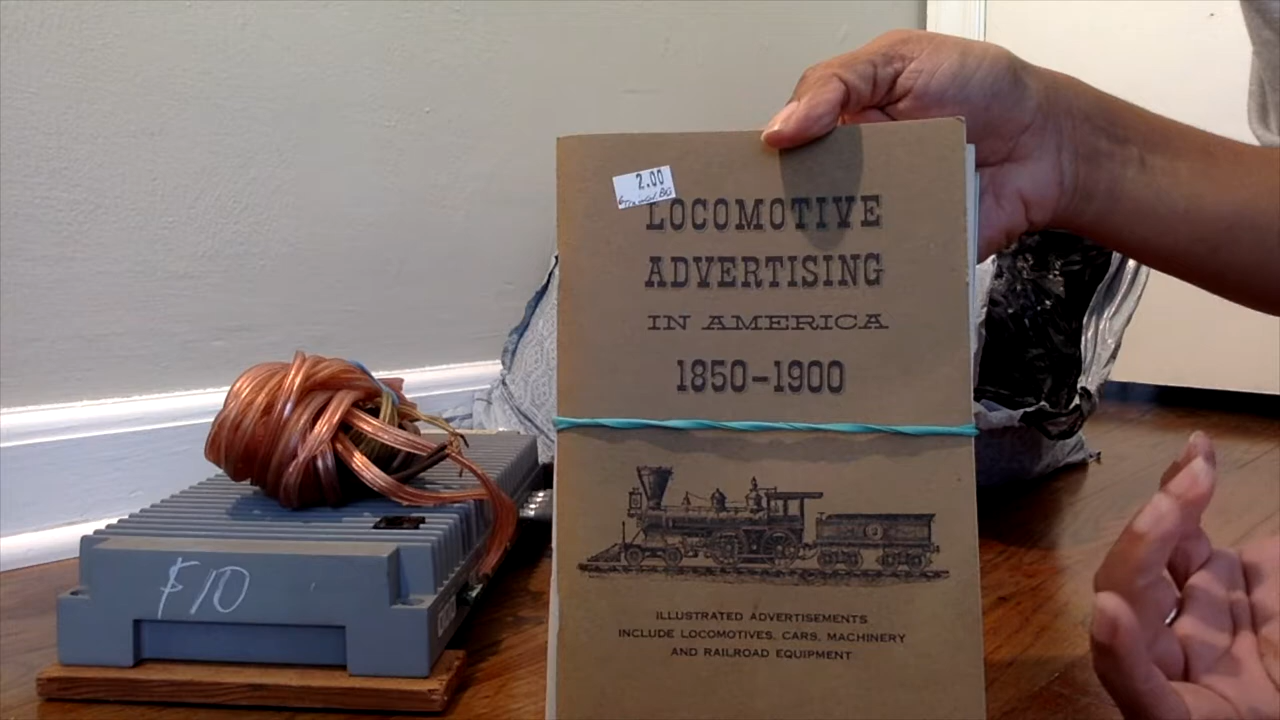 2.00
LOCOMOTIVE
ADVERTISING
IN AMERICA
1850-1900
ILLUSTRATED ADVERTISEMENTS
INCLUDE LOCOMOTIVES, CARS, MACHINERY
AND RAILROAD EQUIPMENT
$10